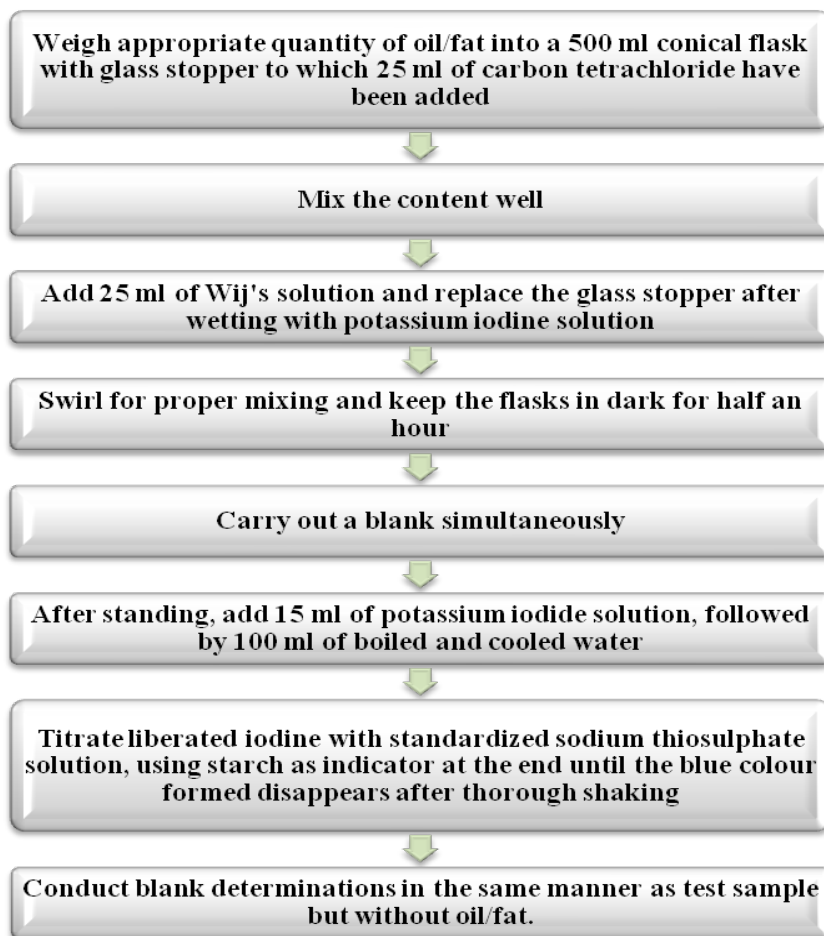 Weigh appropriate quantity of oil/fat into a 500 ml conical flask
with glass stopper to which 25 ml of carbon tetrachloride have
been added
Mix the content well
Add 25 ml of Wij's solution and replace the glass stopper after
wetting with potassium iodine solution
Swirl for proper mixing and keep the flasks in dark for half an
hour
Carry out a blank simultaneously
After standing, add 15 ml of potassium iodide solution, followed
by 100 ml of boiled and cooled water
Titrate liberated iodine with standardized sodium thiosulphate
solution, using starch as indicator at the end until the blue colour
formed disappears after thorough shaking
Conduct blank determinations in the same manner as test sample
but without oil/fat.